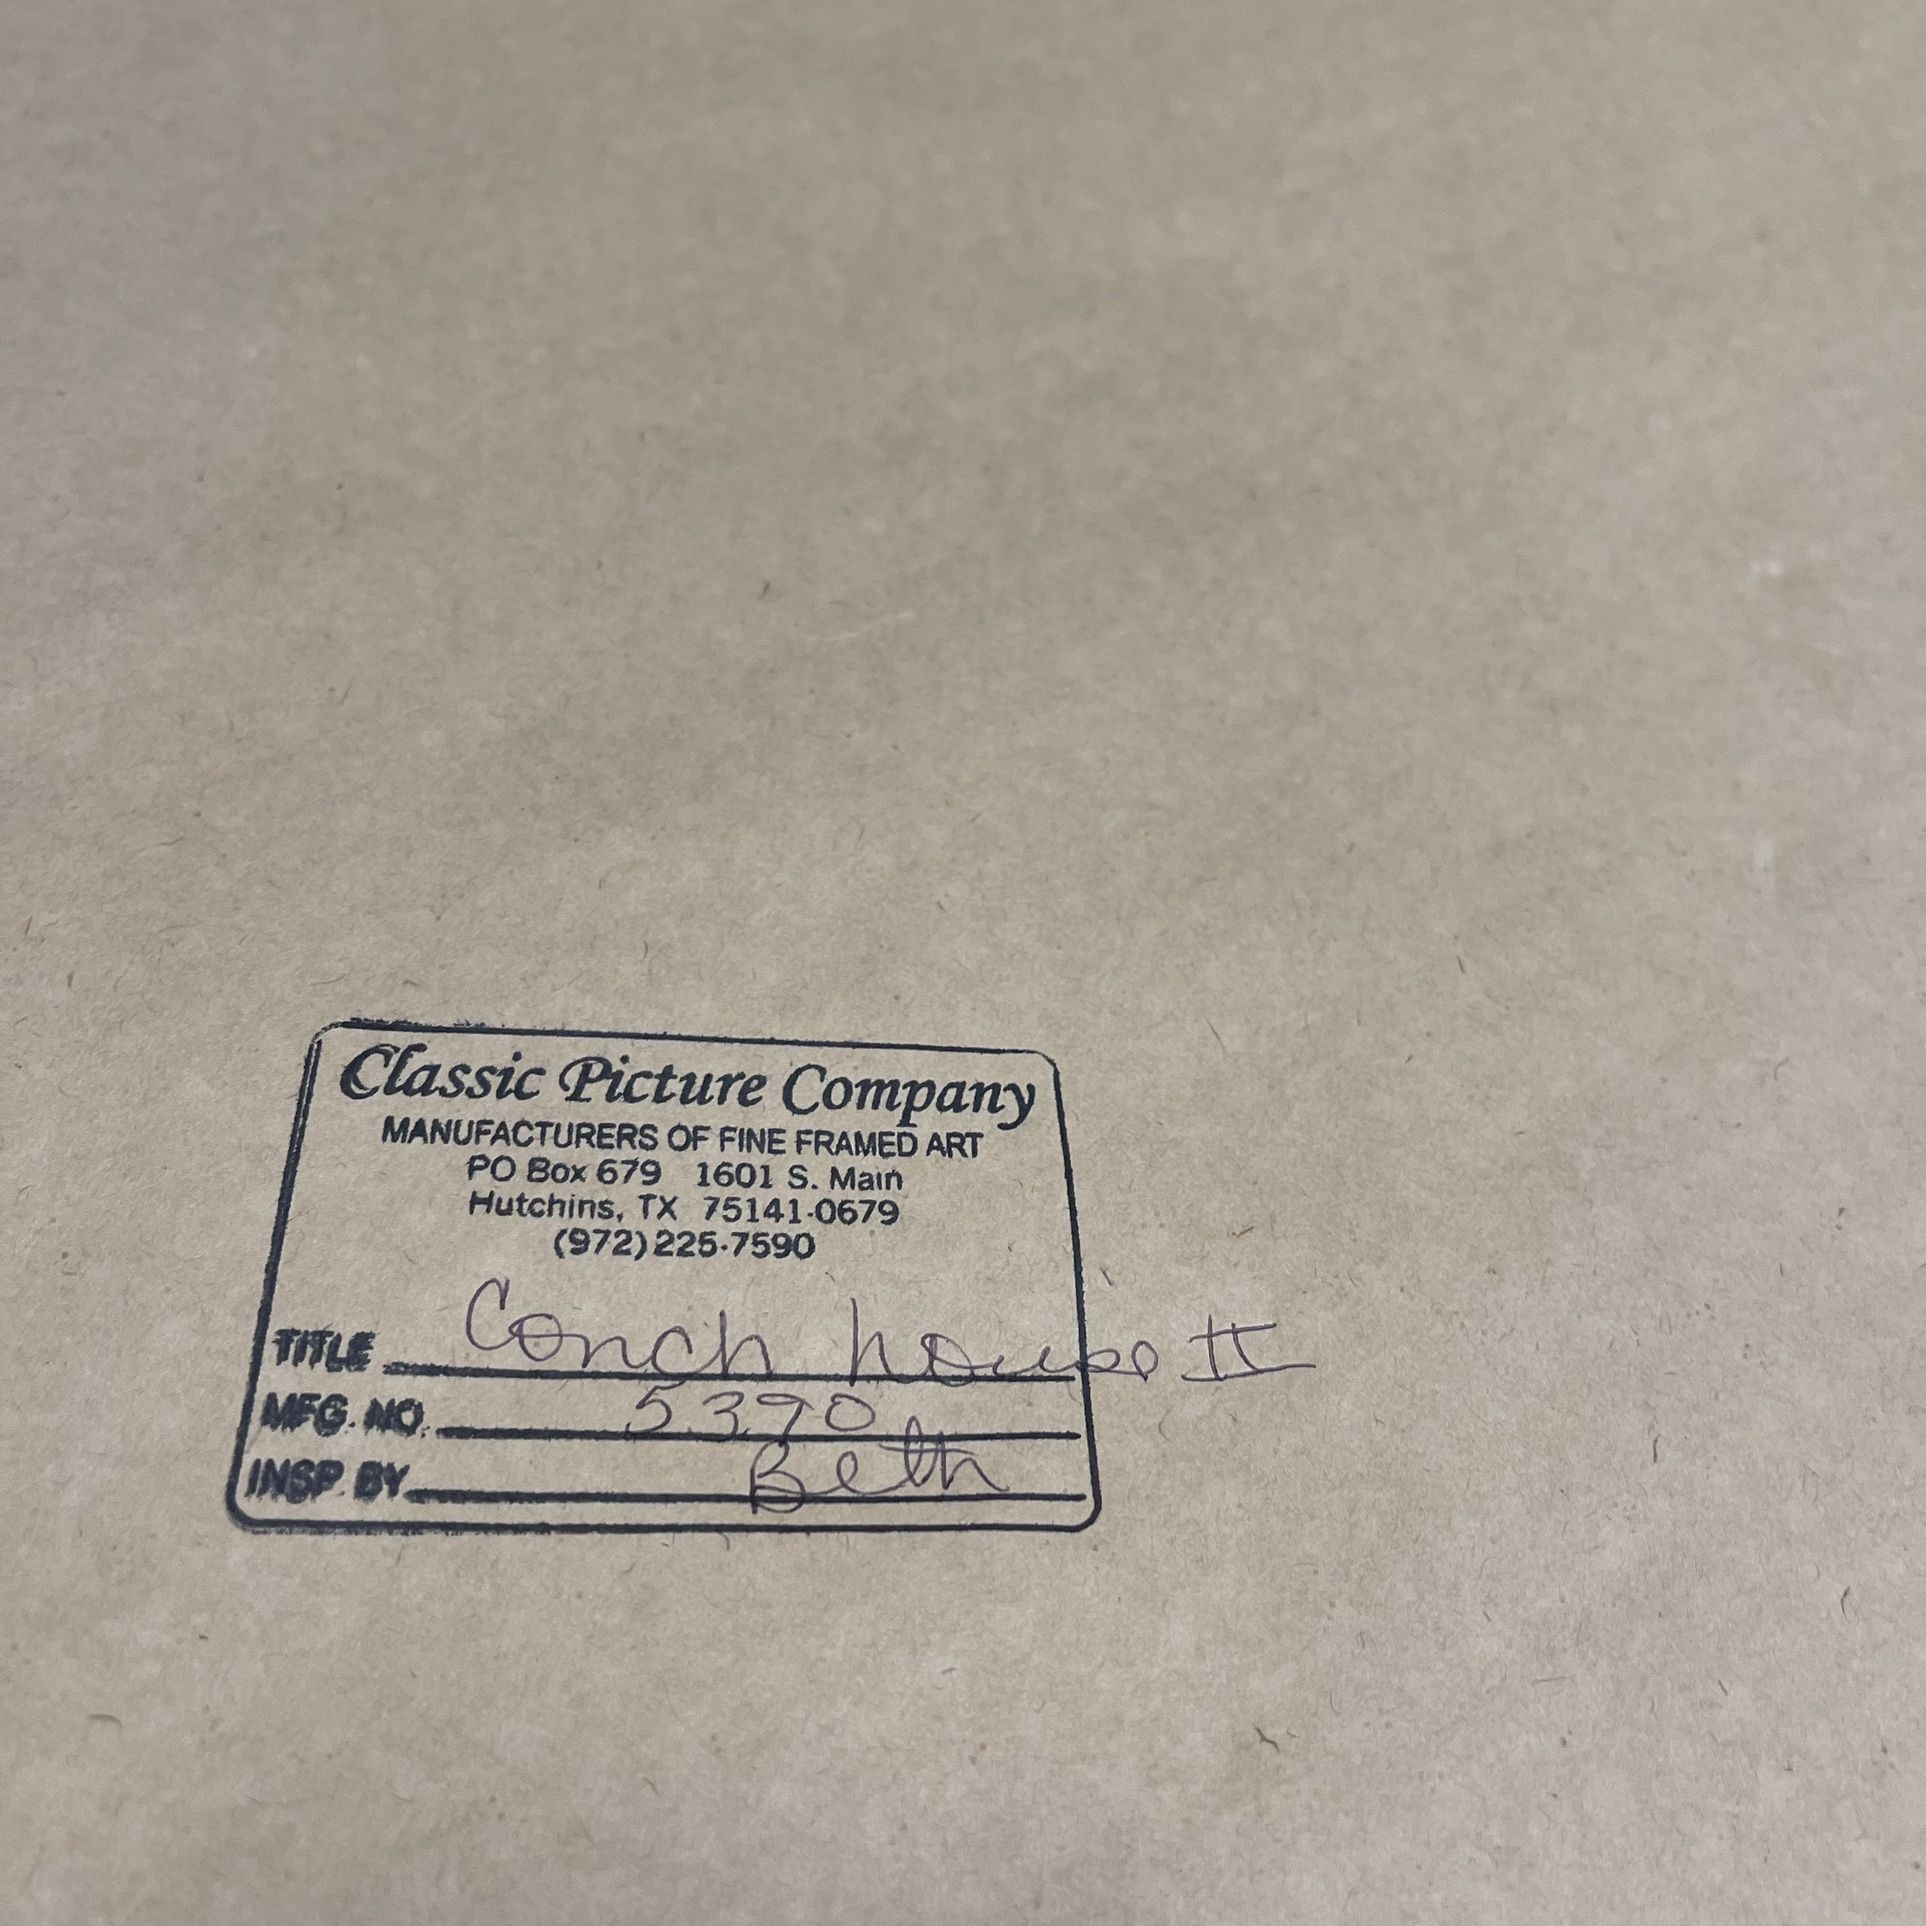 Classic Picture Company
MANUFACTURERS OF FINE FRAMED ART
PO Box 679 1601 S. Main
Hutchins, TX 75141-0679
(972) 225-7590
TITLE Conch house II
MFG. NO. 5390
INSP. BY Beth